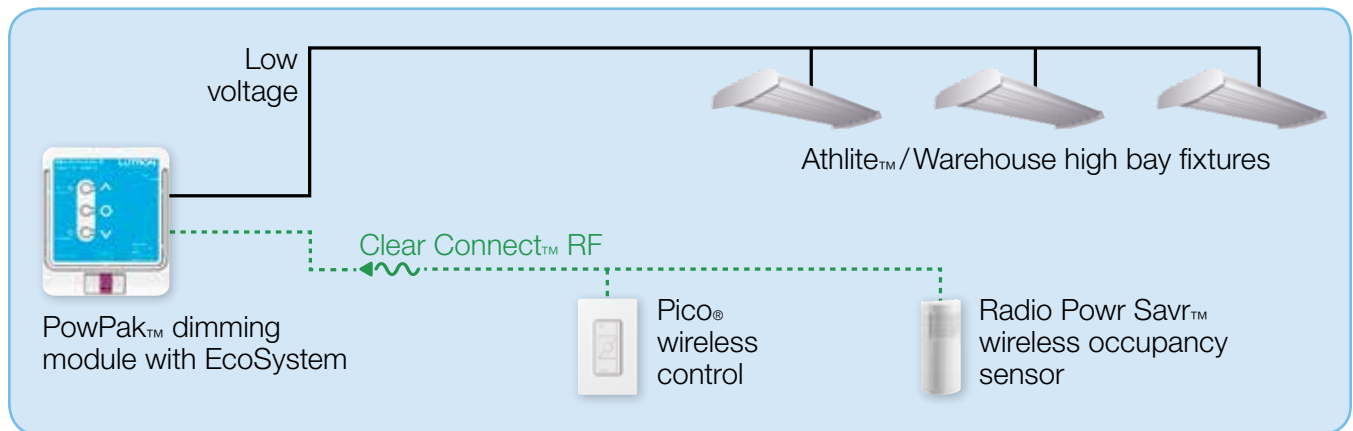 Low
voltage
LUTRON
Athlite™/Warehouse high bay fixtures
Clear Connect™ RF
PowPak™ dimming
module with EcoSystem
Pico®
wireless
control
Radio Powr Savr™
wireless occupancy
sensor